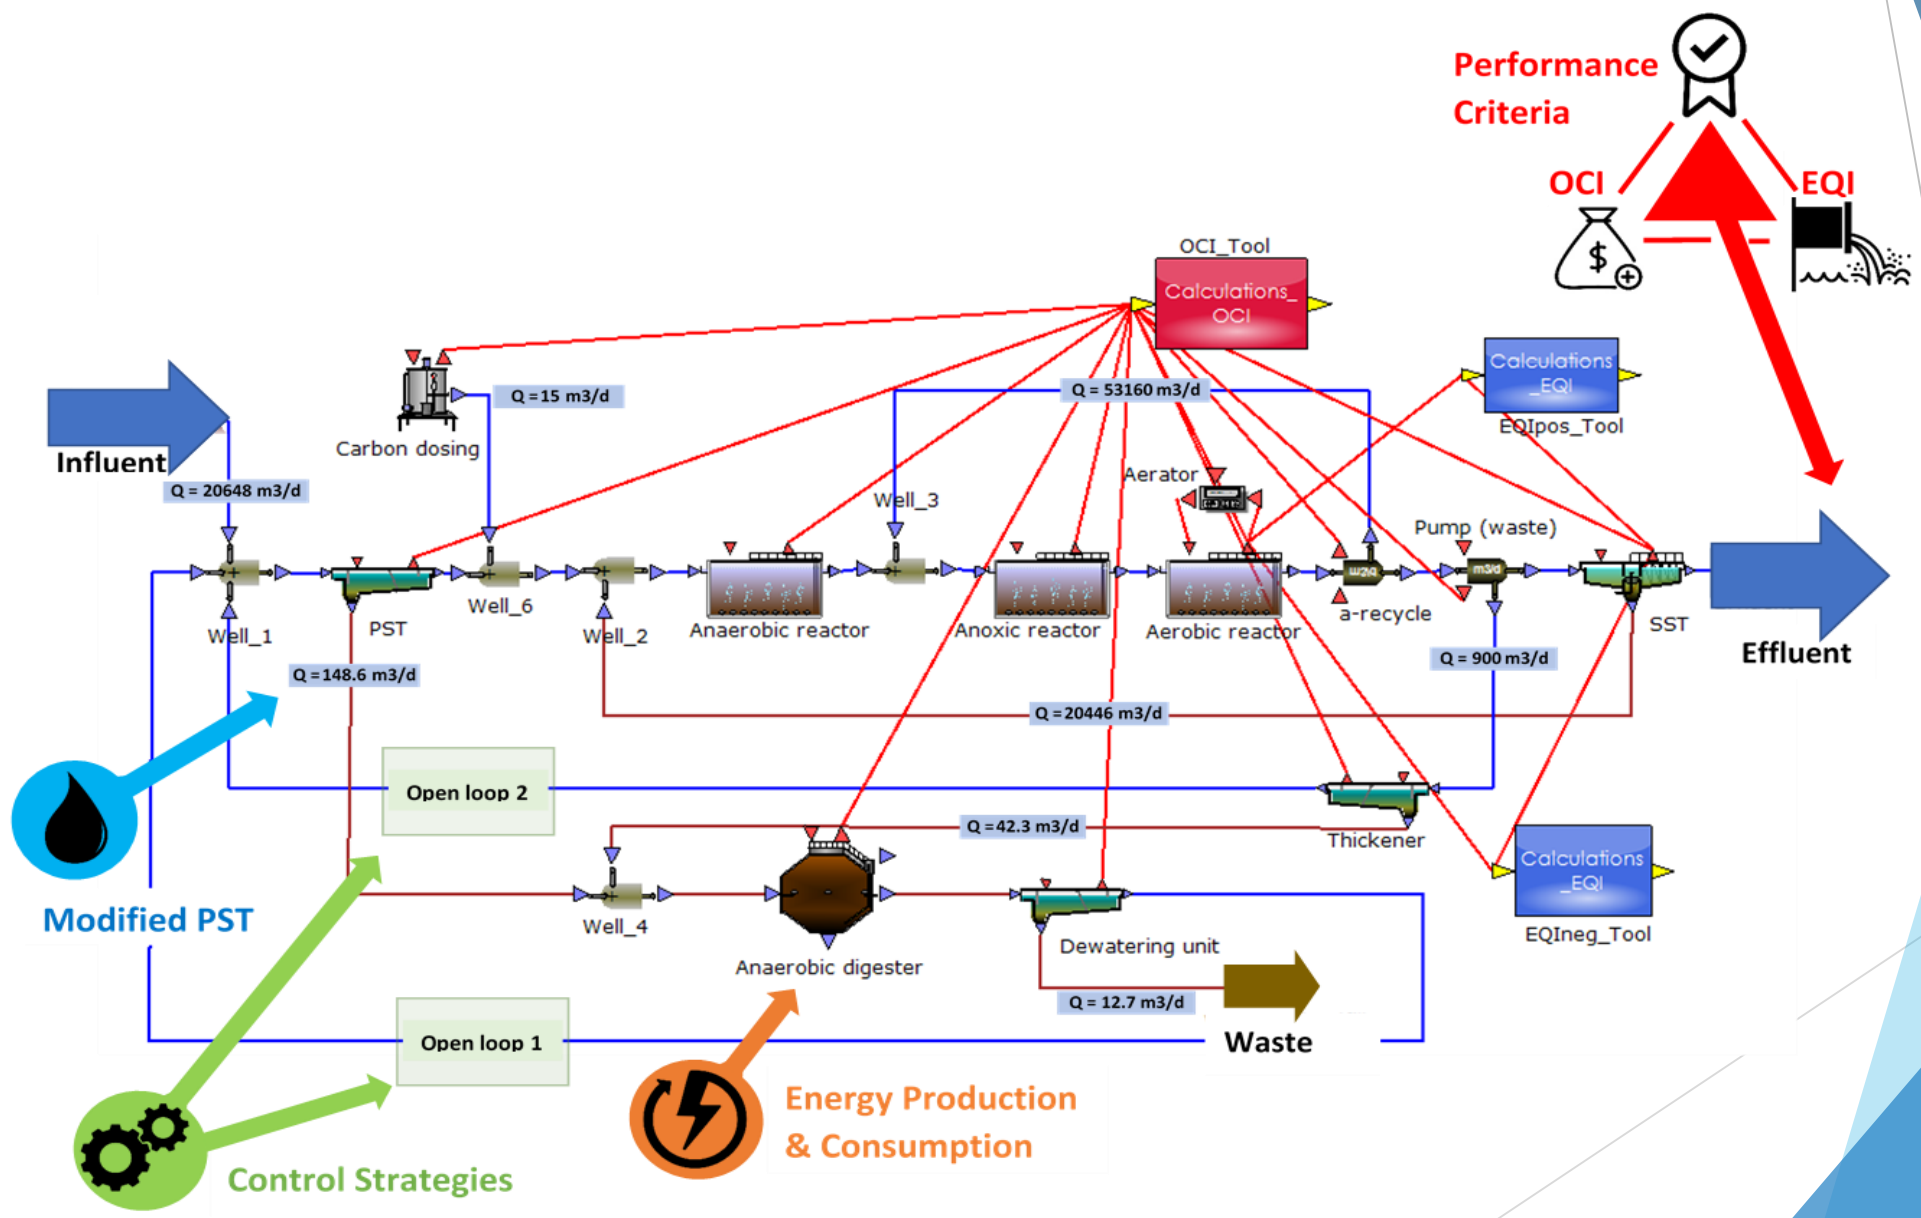 Performance
Criteria
OCI
EQI
$
OCI_Tool
Calculations_
OCI
Calculations
_EQI
EQIpos_Tool
Q = 53160 m3/d
Q = 15 m3/d
Carbon dosing
Influent
Q = 20648 m3/d
Aerator
Well_3
Pump (waste)
m3/d
Well_1
PST
Well_6
Well_2
Anaerobic reactor
Anoxic reactor
Aerobic reactor
a-recycle
SST
Effluent
Q =148.6 m3/d
Q = 900 m3/d
Q =20446 m3/d
Open loop 2
Q =42.3 m3/d
Thickener
Calculations
_EQI
EQIneg_Tool
Modified PST
Well_4
Anaerobic digester
Dewatering unit
Q = 12.7 m3/d
Waste
Open loop 1
Energy Production
& Consumption
Control Strategies